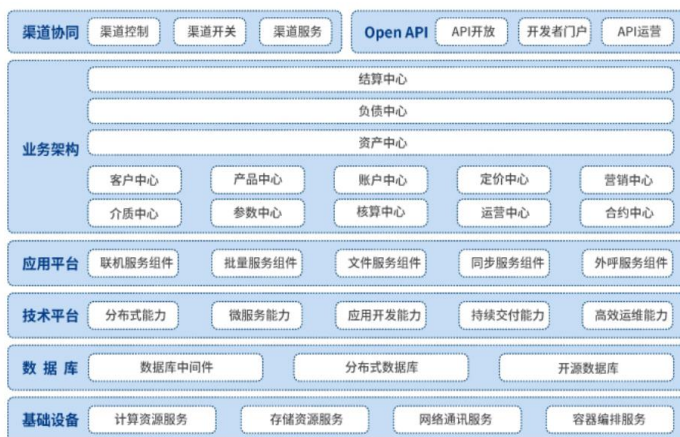 渠道协同 渠道控制 渠道开关 渠道服务 Open API API开放 开发者门户 API运营
结算中心
负债中心
资产中心
业务架构
客户中心 产品中心 账户中心 定价中心 营销中心
介质中心 参数中心 核算中心 运营中心 合约中心
应用平台 联机服务组件 批量服务组件 文件服务组件 同步服务组件 外呼服务组件
技术平台 分布式能力 微服务能力 应用开发能力 持续交付能力 高效运维能力
数据库 数据库中间件 分布式数据库 开源数据库
基础设备 计算资源服务 存储资源服务 网络通讯服务 容器编排服务